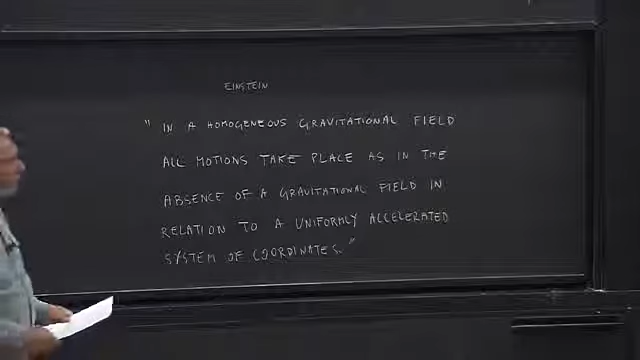 EINSTEIN
" IN A HOMOGENEOUS GRAVITATIONAL FIELD
ALL MOTIONS TAKE PLACE AS IN THE
ABSENCE OF A GRAVITATIONAL FIELD IN
RELATION TO A UNIFORMLY ACCELERATED
SYSTEM OF COORDINATES. "